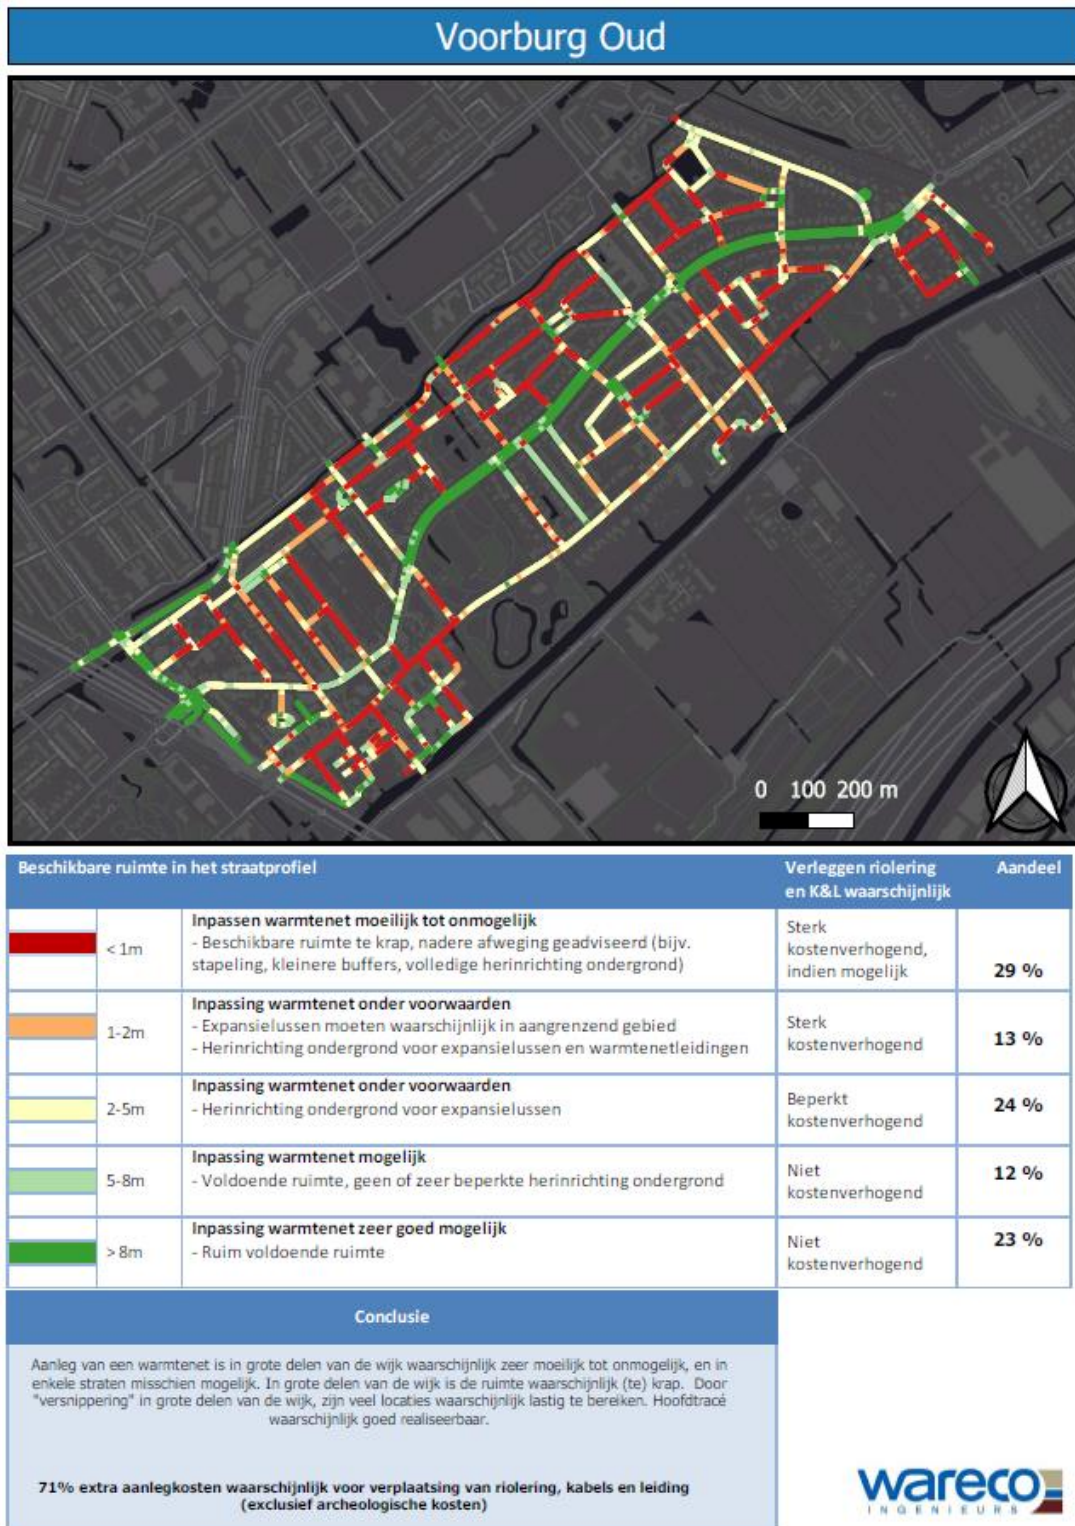 Voorburg Oud
0 100 200 m
Beschikbare ruimte in het straatprofiel
Verleggen riolering
en K&L waarschijnlijk
Aandeel
< 1m
Inpassen warmtenet moeilijk tot onmogelijk
- Beschikbare ruimte te krap, nadere afweging geadviseerd (bijv.
stapeling, kleinere buffers, volledige herinrichting ondergrond)
Sterk
kostenverhogend,
indien mogelijk
29 %
1-2m
Inpassing warmtenet onder voorwaarden
- Expansielussen moeten waarschijnlijk in aangrenzend gebied
- Herinrichting ondergrond voor expansielussen en warmtenetleidingen
Sterk
kostenverhogend
13 %
2-5m
Inpassing warmtenet onder voorwaarden
- Herinrichting ondergrond voor expansielussen
Beperkt
kostenverhogend
24 %
5-8m
Inpassing warmtenet mogelijk
- Voldoende ruimte, geen of zeer beperkte herinrichting ondergrond
Niet
kostenverhogend
12 %
> 8m
Inpassing warmtenet zeer goed mogelijk
- Ruim voldoende ruimte
Niet
kostenverhogend
23 %
Conclusie
Aanleg van een warmtenet is in grote delen van de wijk waarschijnlijk zeer moeilijk tot onmogelijk, en in
enkele straten misschien mogelijk. In grote delen van de wijk is de ruimte waarschijnlijk (te) krap. Door
"versnippering" in grote delen van de wijk, zijn veel locaties waarschijnlijk lastig te bereiken. Hoofdtracé
waarschijnlijk goed realiseerbaar.
71% extra aanlegkosten waarschijnlijk voor verplaatsing van riolering, kabels en leiding
(exclusief archeologische kosten)
wareco
INGENIEURS